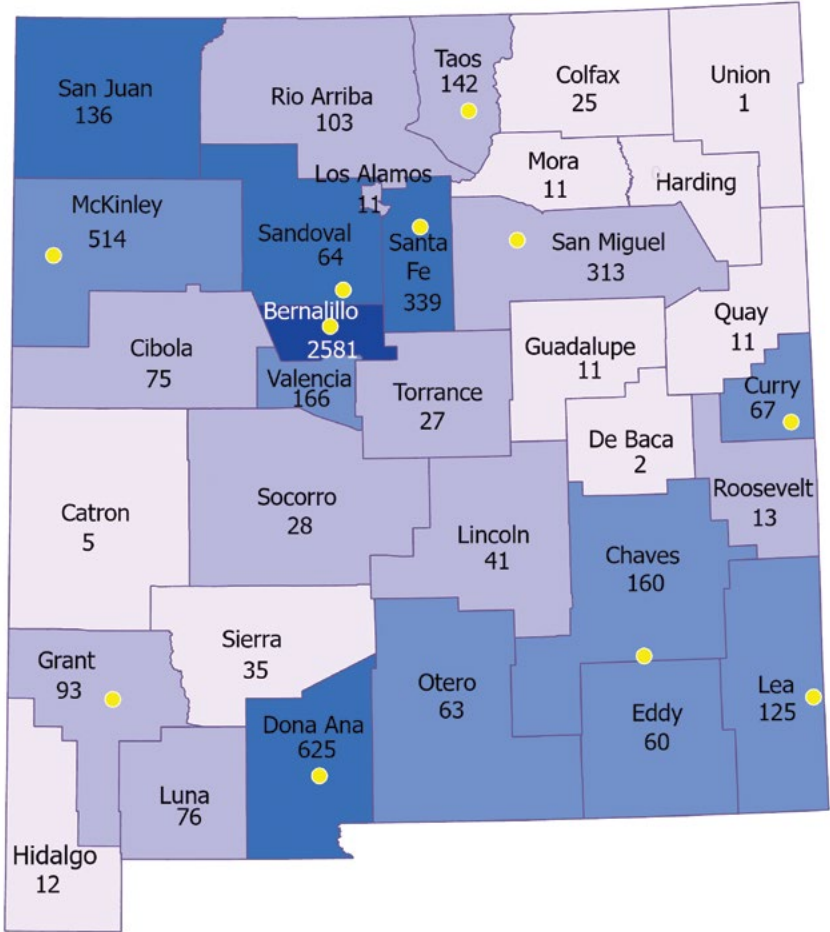 San Juan
136
Rio Arriba
103
Taos
142
Colfax
25
Union
1
McKinley
514
Los Alamos
11
Mora
11
Harding
Sandoval
64
Santa
Fe
339
San Miguel
313
Bernalillo
2581
Quay
11
Cibola
75
Valencia
166
Torrance
27
Guadalupe
11
Curry
67
De Baca
2
Catron
5
Socorro
28
Lincoln
41
Roosevelt
13
Chaves
160
Sierra
35
Grant
93
Otero
63
Eddy
60
Lea
125
Dona Ana
625
Luna
76
Hidalgo
12